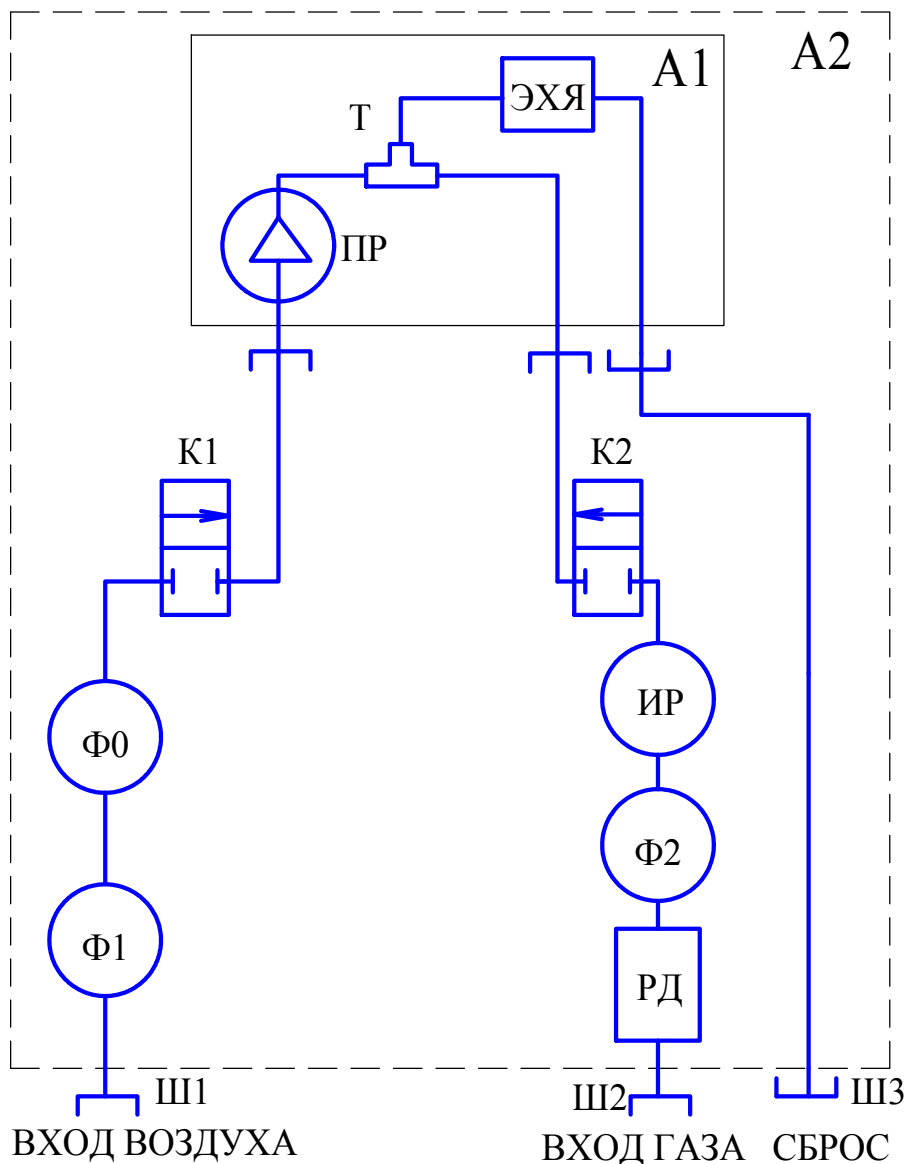 А2
А1
ЭХЯ
Т
ПР
К1
К2
ИР
Ф0
Ф2
Ф1
РД
Ш1
Ш2
Ш3
ВХОД ВОЗДУХА
ВХОД ГАЗА
СБРОС